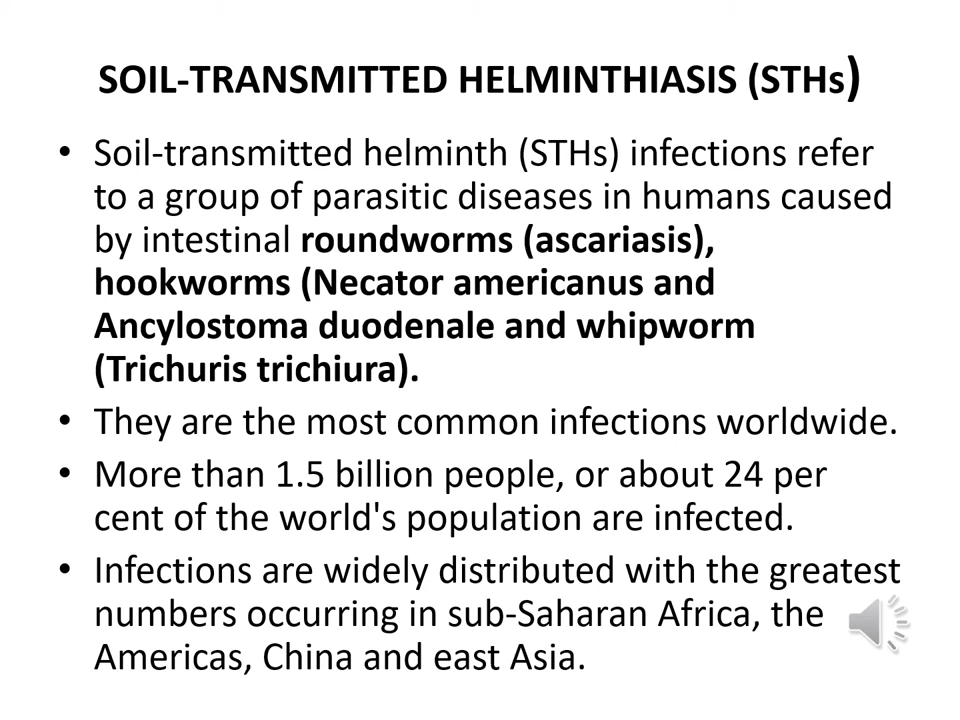 SOIL-TRANSMITTED HELMINTHIASIS (STHs)
• Soil-transmitted helminth (STHs) infections refer
to a group of parasitic diseases in humans caused
by intestinal roundworms (ascariasis),
hookworms (Necator americanus and
Ancylostoma duodenale and whipworm
(Trichuris trichiura).
• They are the most common infections worldwide.
• More than 1.5 billion people, or about 24 per
cent of the world's population are infected.
• Infections are widely distributed with the greatest
numbers occurring in sub-Saharan Africa, the
Americas, China and east Asia.